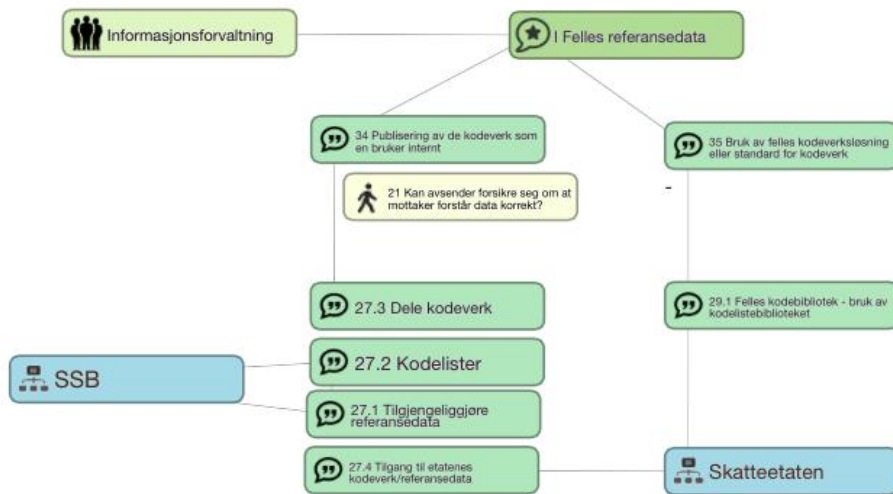 Informasjonsforvaltning
I Felles referansedata
34 Publisering av de kodeverk som
en bruker internt
35 Bruk av felles kodeverksløsning
eller standard for kodeverk
21 Kan avsender forsikre seg om at
mottaker forstår data korrekt?
-
27.3 Dele kodeverk
29.1 Felles kodebibliotek - bruk av
kodelistebiblioteket
SSB
27.2 Kodelister
27.1 Tilgjengeliggjøre
referansedata
27.4 Tilgang til etatenes
kodeverk/referansedata
Skatteetaten